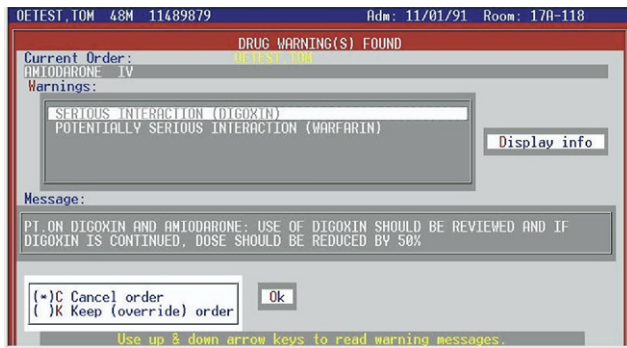 OETEST,TOM 48M 11489879 Adm: 11/01/91 Room: 17A-118
DRUG WARNING(S) FOUND
Current Order: OETEST,TOM
AMIODARONE IV
Warnings:
SERIOUS INTERACTION (DIGOXIN)
POTENTIALLY SERIOUS INTERACTION (WARFARIN)
Display info
Message:
PT.ON DIGOXIN AND AMIODARONE: USE OF DIGOXIN SHOULD BE REVIEWED AND IF
DIGOXIN IS CONTINUED, DOSE SHOULD BE REDUCED BY 50%
(*)C Cancel order
( )K Keep (override) order
Ok
Use up & down arrow keys to read warning messages.